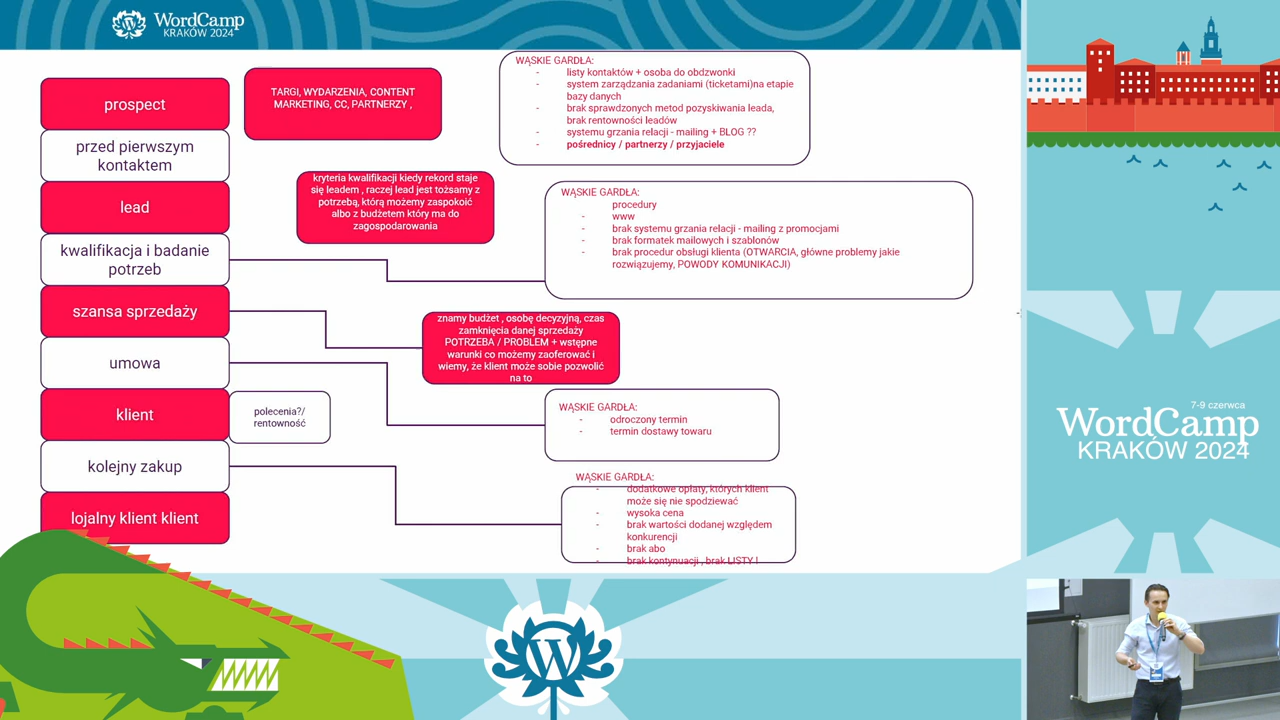 WordCamp
KRAKÓW 2024
prospect
przed pierwszym
kontaktem
lead
kwalifikacja i badanie
potrzeb
szansa sprzedaży
umowa
klient
kolejny zakup
lojalny klient klient
TARGI, WYDARZENIA, CONTENT
MARKETING, CC, PARTNERZY ,
WĄSKIE GARDŁA:
- listy kontaktów + osoba do obdzwonki
- system zarządzania zadaniami (ticketami)na etapie
bazy danych
- brak sprawdzonych metod pozyskiwania leada,
brak rentowności leadów
- systemu grzania relacji - mailing + BLOG ??
- pośrednicy / partnerzy / przyjaciele
kryteria kwalifikacji kiedy rekord staje
się leadem , raczej lead jest tożsamy z
potrzebą, którą możemy zaspokoić
albo z budżetem który ma do
zagospodarowania
WĄSKIE GARDŁA:
procedury
- www
- brak systemu grzania relacji - mailing z promocjami
- brak formatek mailowych i szablonów
- brak procedur obsługi klienta (OTWARCIA, główne problemy jakie
rozwiązujemy, POWODY KOMUNIKACJI)
znamy budżet , osobę decyzyjną, czas
zamknięcia danej sprzedaży
POTRZEBA / PROBLEM + wstępne
warunki co możemy zaoferować i
wiemy, że klient może sobie pozwolić
na to
WĄSKIE GARDŁA:
- odroczony termin
- termin dostawy towaru
polecenia?/
rentowność
WĄSKIE GARDŁA:
- dodatkowe opłaty, których klient
może się nie spodziewać
- wysoka cena
- brak wartości dodanej względem
konkurencji
- brak abo
- brak kontynuacji , brak LISTY !
7-9 czerwca
WordCamp
KRAKÓW 2024